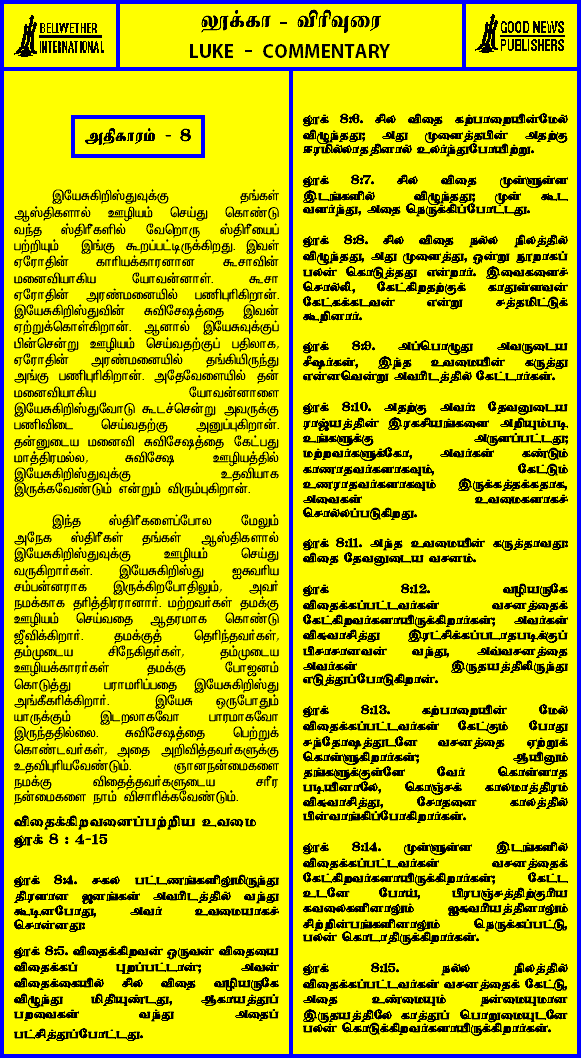 BELWETHER
INTERNATIONAL
லூக்கா - விரிவுரை
LUKE - COMMENTARY
GOOD NEWS
PUBLISHERS
அதிகாரம் - 8
இயேசுகிறிஸ்துவுக்கு தங்கள்
ஆஸ்திகளால் ஊழியம் செய்து கொண்டு
வந்த ஸ்திரீகளில் வேறொரு ஸ்திரீயைப்
பற்றியும் இங்கு கூறப்பட்டிருக்கிறது. இவள்
ஏரோதின் காரியக்காரனான கூசாவின்
மனைவியாகிய யோவன்னாள். கூசா
ஏரோதின் அரண்மனையில் பணிபுரிகிறான்.
இயேசுகிறிஸ்துவின் சுவிசேஷத்தை இவன்
ஏற்றுக்கொள்கிறான். ஆனால் இயேசுவுக்குப்
பின்சென்று ஊழியம் செய்வதற்குப் பதிலாக,
ஏரோதின் அரண்மனையில் தங்கியிருந்து
அங்கு பணிபுரிகிறான். அதேவேளையில் தன்
மனைவியாகிய யோவன்னாளை
இயேசுகிறிஸ்துவோடு கூடச்சென்று அவருக்கு
பணிவிடை செய்வதற்கு அனுப்புகிறான்.
தன்னுடைய மனைவி சுவிசேஷத்தை கேட்பது
மாத்திரமல்ல, சுவிசேஷ ஊழியத்தில்
இயேசுகிறிஸ்துவுக்கு உதவியாக
இருக்கவேண்டும் என்றும் விரும்புகிறான்.
இந்த ஸ்திரீகளைப்போல மேலும்
அநேக ஸ்திரீகள் தங்கள் ஆஸ்திகளால்
இயேசுகிறிஸ்துவுக்கு ஊழியம் செய்து
வருகிறார்கள். இயேசுகிறிஸ்து ஐசுவரிய
சம்பன்னராக இருக்கிறபோதிலும், அவர்
நமக்காக தரித்திரரானார். மற்றவர்கள் தமக்கு
ஊழியம் செய்வதை ஆதரமாக கொண்டு
ஜீவிக்கிறார். தமக்குத் தெரிந்தவர்கள்,
தம்முடைய சிநேகிதர்கள், தம்முடைய
ஊழியக்காரர்கள் தமக்கு போஜனம்
கொடுத்து பராமரிப்பதை இயேசுகிறிஸ்து
அங்கீகரிக்கிறார். இயேசு ஒருபோதும்
யாருக்கும் இடறலாகவோ பாரமாகவோ
இருந்ததில்லை. சுவிசேஷத்தை பெற்றுக்
கொண்டவர்கள், அதை அறிவித்தவர்களுக்கு
உதவிபுரியவேண்டும். ஞானநன்மைகளை
நமக்கு விதைத்தவர்களுடைய சரீர
நன்மைகளை நாம் விசாரிக்கவேண்டும்.
விதைக்கிறவனைப்பற்றிய உவமை
லூக் 8 : 4-15
லூக் 8:4. சகல பட்டணங்களிலுமிருந்து
திரளான ஜனங்கள் அவரிடத்தில் வந்து
கூடினபோது, அவர் உவமையாகச்
சொன்னது:
லூக் 8:5. விதைக்கிறவன் ஒருவன் விதையை
விதைக்கப் புறப்பட்டான்; அவன்
விதைக்கையில் சில விதை வழியருகே
விழுந்து மிதியுண்டது, ஆகாயத்துப்
பறவைகள் வந்து அதைப்
பட்சித்துப்போட்டது.
லூக் 8:6. சில விதை கற்பாறையின்மேல்
விழுந்தது; அது முளைத்தபின் அதற்கு
ஈரமில்லாததினால் உலர்ந்துபோயிற்று.
லூக் 8:7. சில விதை முள்ளுள்ள
இடங்களில் விழுந்தது; முள் கூட
வளர்ந்து, அதை நெருக்கிப்போட்டது.
லூக் 8:8. சில விதை நல்ல நிலத்தில்
விழுந்தது, அது முளைத்து, ஒன்று நூறாகப்
பலன் கொடுத்தது என்றார். இவைகளைச்
சொல்லி, கேட்கிறதற்குக் காதுள்ளவன்
கேட்கக்கடவன் என்று சத்தமிட்டுக்
கூறினார்.
லூக் 8:9. அப்பொழுது அவருடைய
சீஷர்கள், இந்த உவமையின் கருத்து
என்னவென்று அவரிடத்தில் கேட்டார்கள்.
லூக் 8:10. அதற்கு அவர்: தேவனுடைய
ராஜ்யத்தின் இரகசியங்களை அறியும்படி
உங்களுக்கு அருளப்பட்டது;
மற்றவர்களுக்கோ, அவர்கள் கண்டும்
காணாதவர்களாகவும், கேட்டும்
உணராதவர்களாகவும் இருக்கத்தக்கதாக,
அவைகள் உவமைகளாகச்
சொல்லப்படுகிறது.
லூக் 8:11. அந்த உவமையின் கருத்தாவது:
விதை தேவனுடைய வசனம்.
லூக் 8:12. வழியருகே
விதைக்கப்பட்டவர்கள் வசனத்தைக்
கேட்கிறவர்களாயிருக்கிறார்கள்; அவர்கள்
விசுவாசித்து இரட்சிக்கப்படாதபடிக்குப்
பிசாசானவன் வந்து, அவ்வசனத்தை
அவர்கள் இருதயத்திலிருந்து
எடுத்துப்போடுகிறான்.
லூக் 8:13. கற்பாறையின் மேல்
விதைக்கப்பட்டவர்கள் கேட்கும் போது
சந்தோஷத்துடனே வசனத்தை ஏற்றுக்
கொள்ளுகிறார்கள்; ஆயினும்
தங்களுக்குள்ளே வேர் கொள்ளாத
படியினாலே, கொஞ்சக் காலமாத்திரம்
விசுவாசித்து, சோதனை காலத்தில்
பின்வாங்கிப்போகிறார்கள்.
லூக் 8:14. முள்ளுள்ள இடங்களில்
விதைக்கப்பட்டவர்கள் வசனத்தைக்
கேட்கிறவர்களாயிருக்கிறார்கள்; கேட்ட
உடனே போய், பிரபஞ்சத்திற்குரிய
கவலைகளினாலும் ஐசுவரியத்தினாலும்
சிற்றின்பங்களினாலும் நெருக்கப்பட்டு,
பலன் கொடாதிருக்கிறார்கள்.
லூக் 8:15. நல்ல நிலத்தில்
விதைக்கப்பட்டவர்கள் வசனத்தைக் கேட்டு,
அதை உண்மையும் நன்மையுமான
இருதயத்திலே காத்துப் பொறுமையுடனே
பலன் கொடுக்கிறவர்களாயிருக்கிறார்கள்.